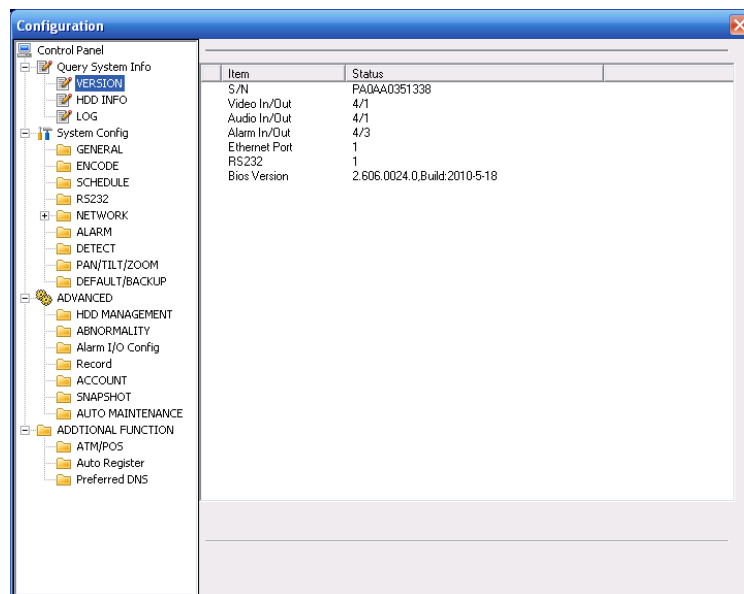 Configuration
Control Panel
Query System Info
VERSION
HDD INFO
LOG
System Config
GENERAL
ENCODE
SCHEDULE
RS232
NETWORK
ALARM
DETECT
PAN/TILT/ZOOM
DEFAULT/BACKUP
ADVANCED
HDD MANAGEMENT
ABNORMALITY
Alarm I/O Config
Record
ACCOUNT
SNAPSHOT
AUTO MAINTENANCE
ADDTIONAL FUNCTION
ATM/POS
Auto Register
Preferred DNS
Item Status
S/N PA0AA0351338
Video In/Out 4/1
Audio In/Out 4/1
Alarm In/Out 4/3
Ethernet Port 1
RS232 1
Bios Version 2.606.0024.0,Build:2010-5-18